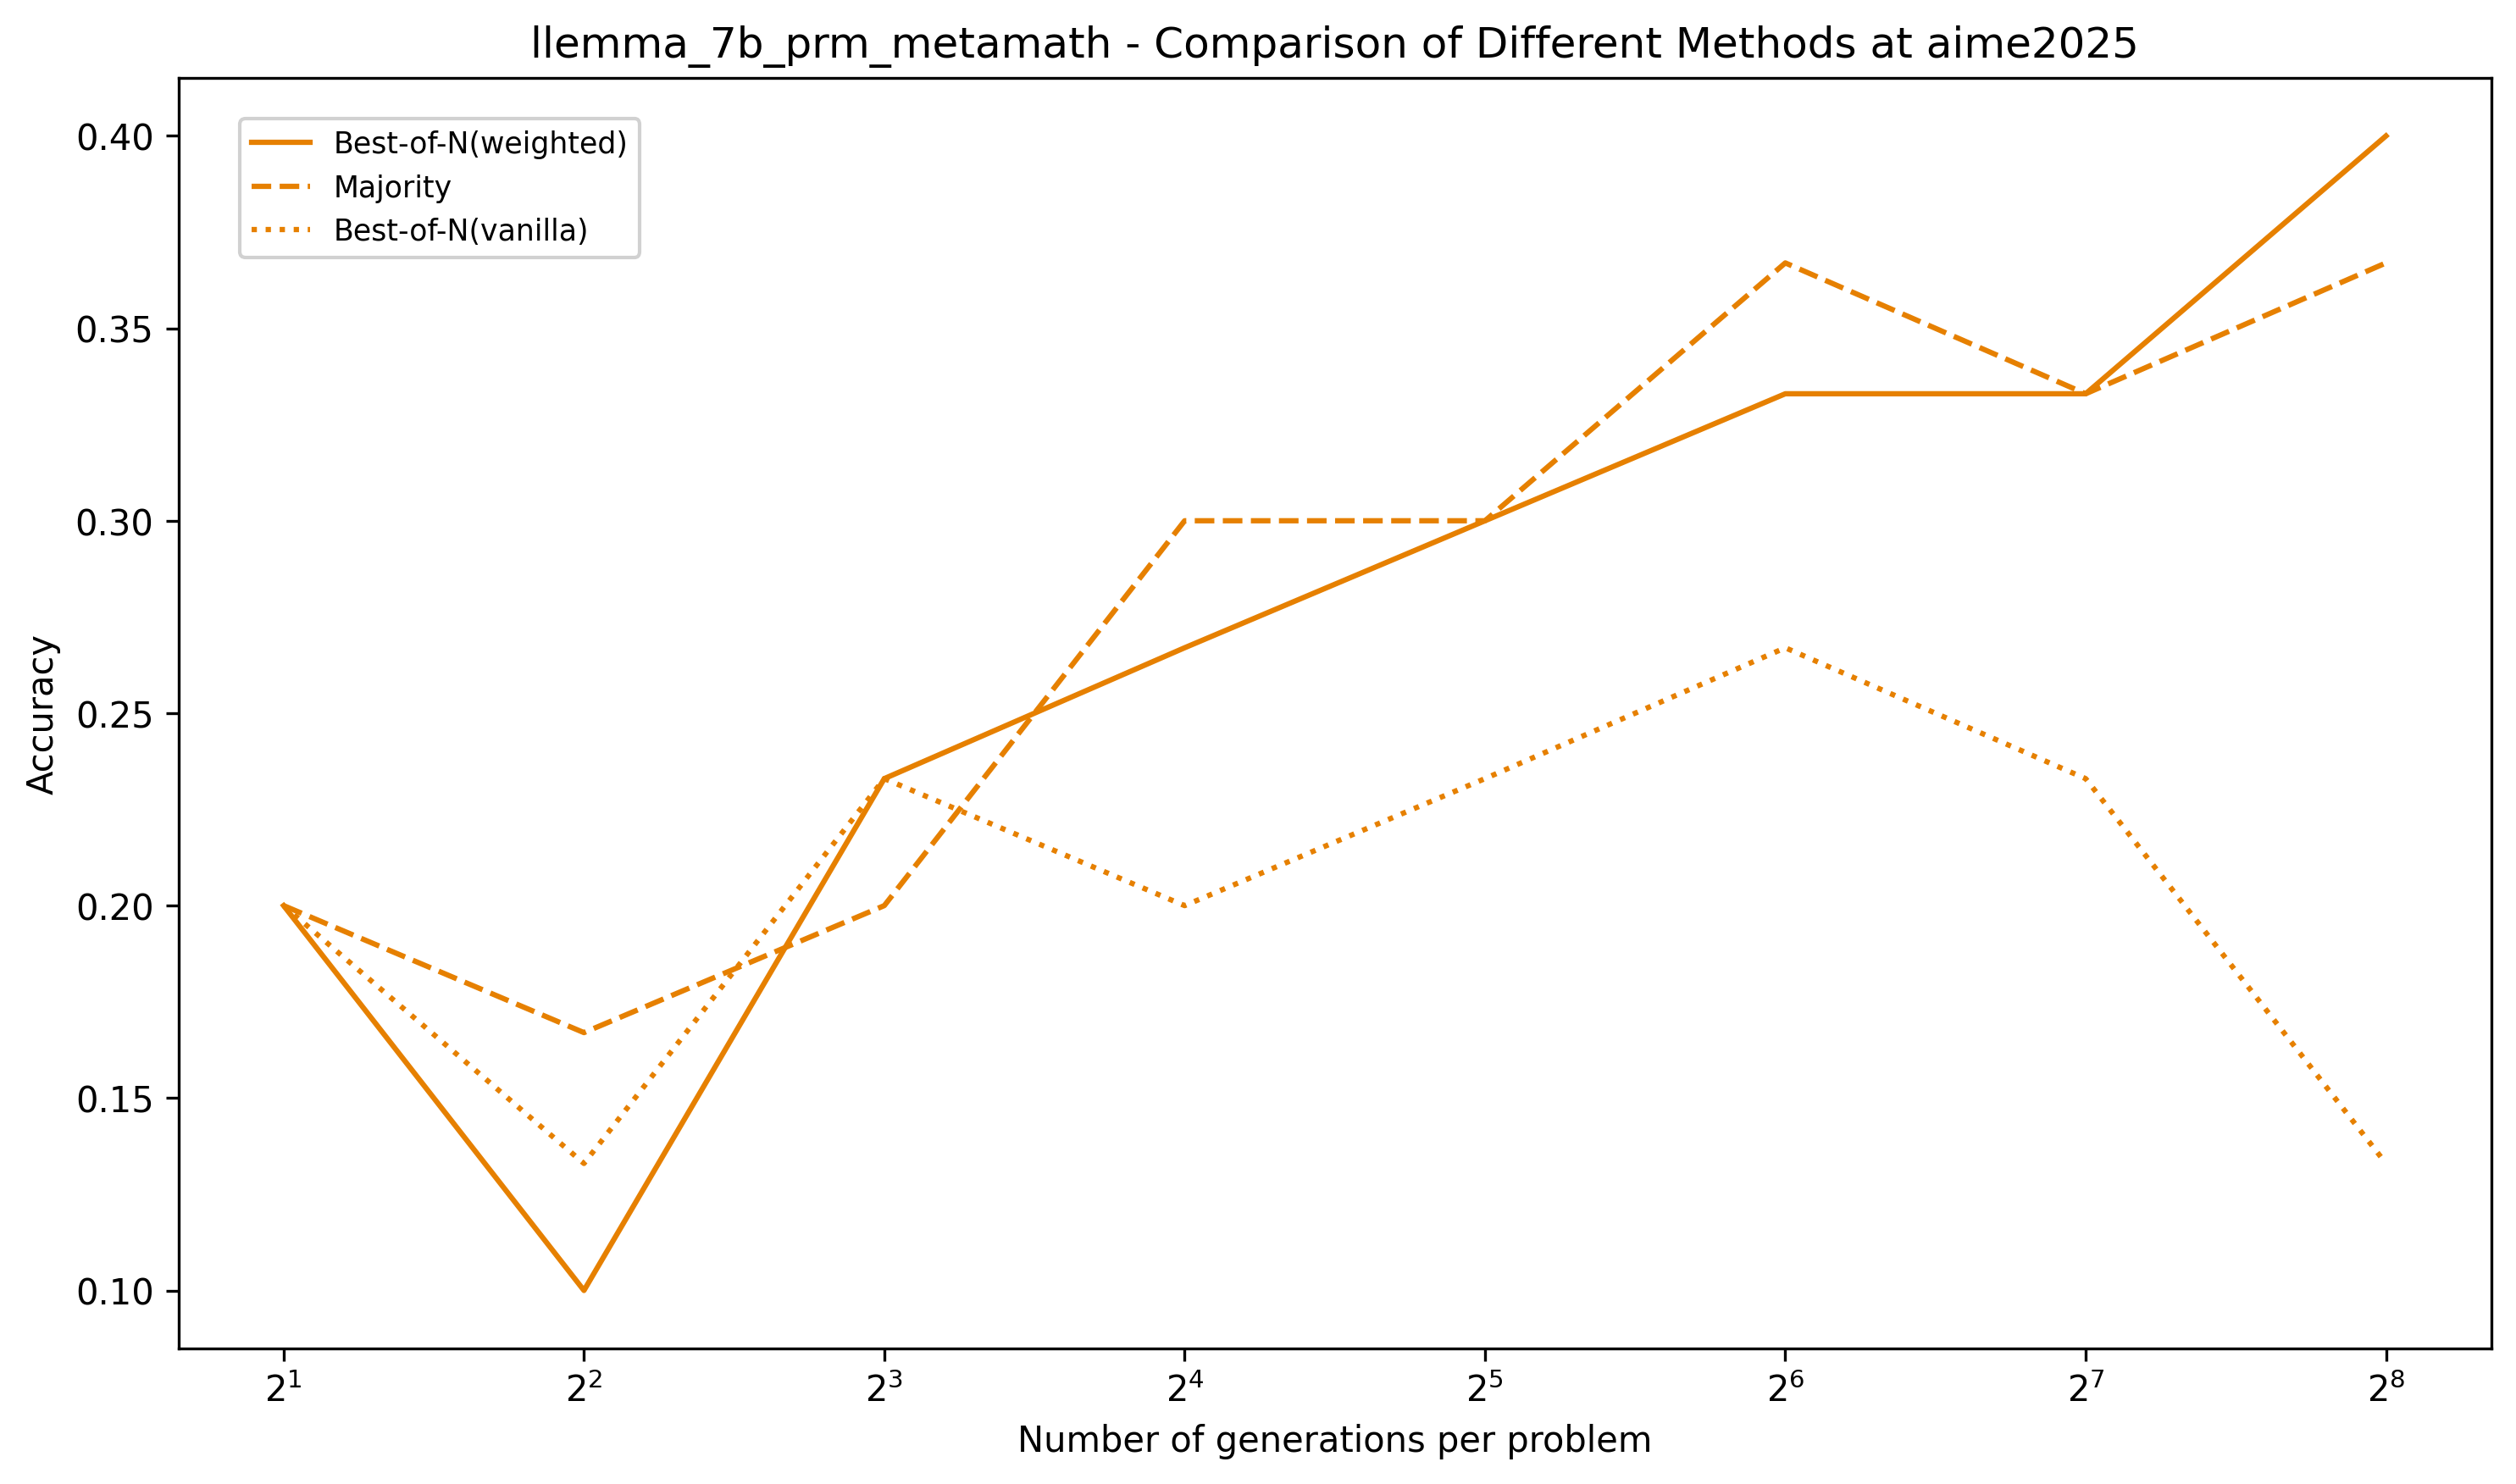 llemma_7b_prm_metamath - Comparison of Different Methods at aime2025
Best-of-N(weighted)
Majority
Best-of-N(vanilla)
0.40
0.35
0.30
0.25
0.20
0.15
0.10
Accuracy
2¹ 2² 2³ 2⁴ 2⁵ 2⁶ 2⁷ 2⁸
Number of generations per problem